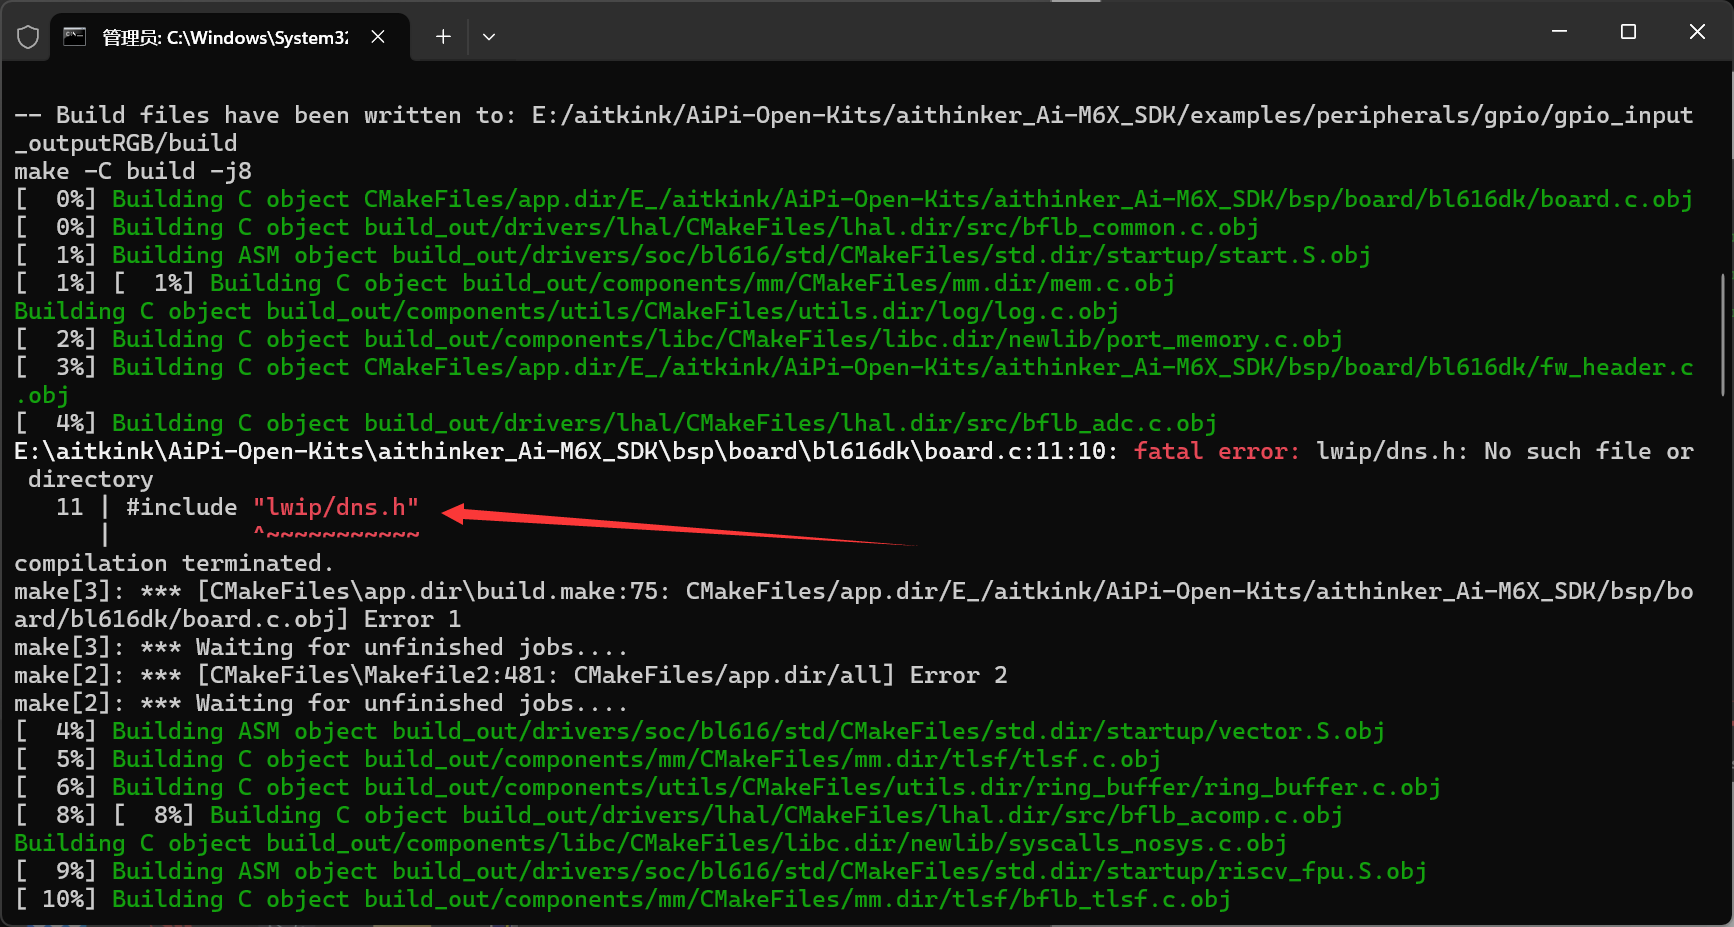 管理员: C:\Windows\System32
-- Build files have been written to: E:/aitkink/AiPi-Open-Kits/aithinker_Ai-M6X_SDK/examples/peripherals/gpio/gpio_input
_outputRGB/build
make -C build -j8
[  0%] Building C object CMakeFiles/app.dir/E_/aitkink/AiPi-Open-Kits/aithinker_Ai-M6X_SDK/bsp/board/bl616dk/board.c.obj
[  0%] Building C object build_out/drivers/lhal/CMakeFiles/lhal.dir/src/bflb_common.c.obj
[  1%] Building ASM object build_out/drivers/soc/bl616/std/CMakeFiles/std.dir/startup/start.S.obj
[  1%] [  1%] Building C object build_out/components/mm/CMakeFiles/mm.dir/mem.c.obj
Building C object build_out/components/utils/CMakeFiles/utils.dir/log/log.c.obj
[  2%] Building C object build_out/components/libc/CMakeFiles/libc.dir/newlib/port_memory.c.obj
[  3%] Building C object CMakeFiles/app.dir/E_/aitkink/AiPi-Open-Kits/aithinker_Ai-M6X_SDK/bsp/board/bl616dk/fw_header.c
.obj
[  4%] Building C object build_out/drivers/lhal/CMakeFiles/lhal.dir/src/bflb_adc.c.obj
E:\aitkink\AiPi-Open-Kits\aithinker_Ai-M6X_SDK\bsp\board\bl616dk\board.c:11:10: fatal error: lwip/dns.h: No such file or
 directory
   11 | #include "lwip/dns.h"
      |          ^~~~~~~~~~~~
compilation terminated.
make[3]: *** [CMakeFiles\app.dir\build.make:75: CMakeFiles/app.dir/E_/aitkink/AiPi-Open-Kits/aithinker_Ai-M6X_SDK/bsp/bo
ard/bl616dk/board.c.obj] Error 1
make[3]: *** Waiting for unfinished jobs....
make[2]: *** [CMakeFiles\Makefile2:481: CMakeFiles/app.dir/all] Error 2
make[2]: *** Waiting for unfinished jobs....
[  4%] Building ASM object build_out/drivers/soc/bl616/std/CMakeFiles/std.dir/startup/vector.S.obj
[  5%] Building C object build_out/components/mm/CMakeFiles/mm.dir/tlsf/tlsf.c.obj
[  6%] Building C object build_out/components/utils/CMakeFiles/utils.dir/ring_buffer/ring_buffer.c.obj
[  8%] [  8%] Building C object build_out/drivers/lhal/CMakeFiles/lhal.dir/src/bflb_acomp.c.obj
Building C object build_out/components/libc/CMakeFiles/libc.dir/newlib/syscalls_nosys.c.obj
[  9%] Building ASM object build_out/drivers/soc/bl616/std/CMakeFiles/std.dir/startup/riscv_fpu.S.obj
[ 10%] Building C object build_out/components/mm/CMakeFiles/mm.dir/tlsf/bflb_tlsf.c.obj